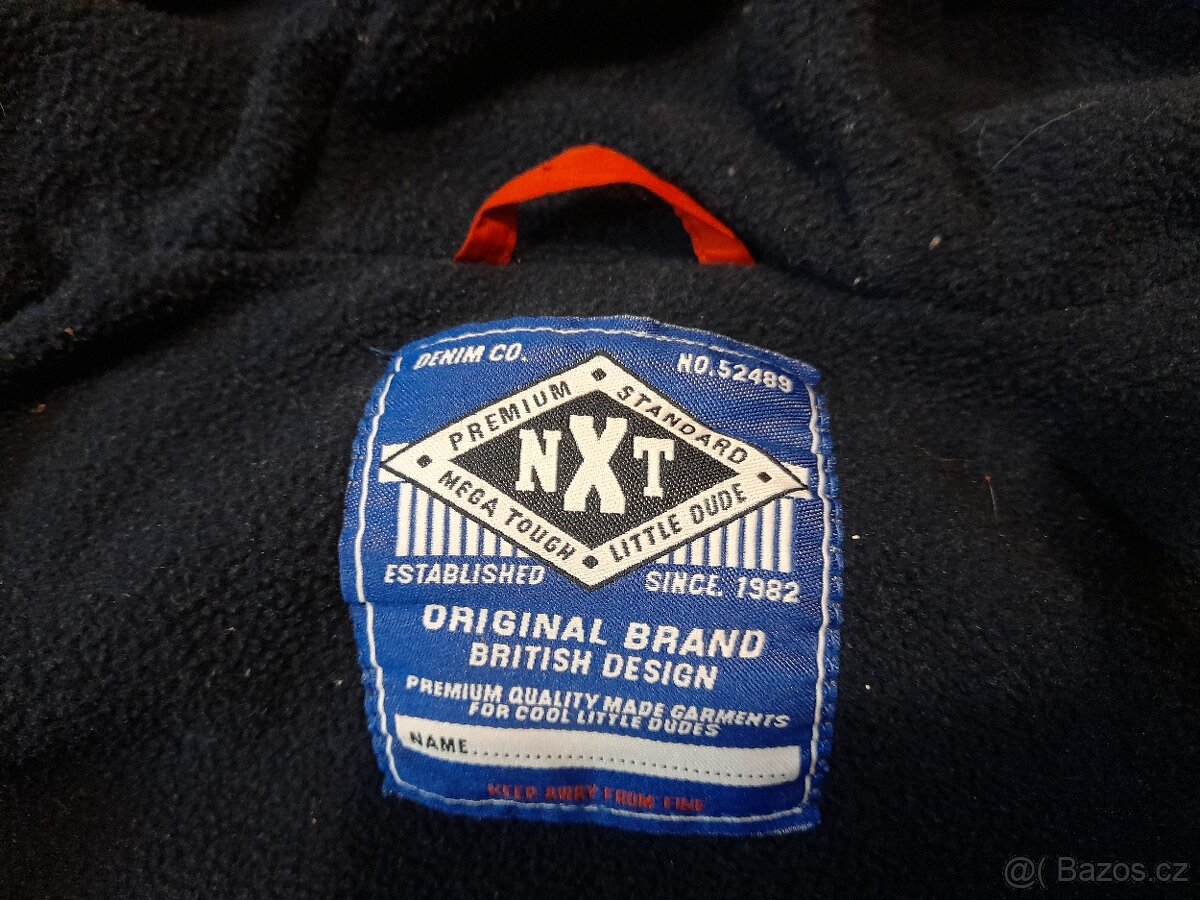 DENIM CO.
NO.52489
PREMIUM STANDARD
NXT
MEGA TOUGH LITTLE DUDE
ESTABLISHED SINCE. 1982
ORIGINAL BRAND
BRITISH DESIGN
PREMIUM QUALITY MADE GARMENTS
FOR COOL LITTLE DUDES
NAME..............................
KEEP AWAY FROM FIRE
@( Bazos.cz